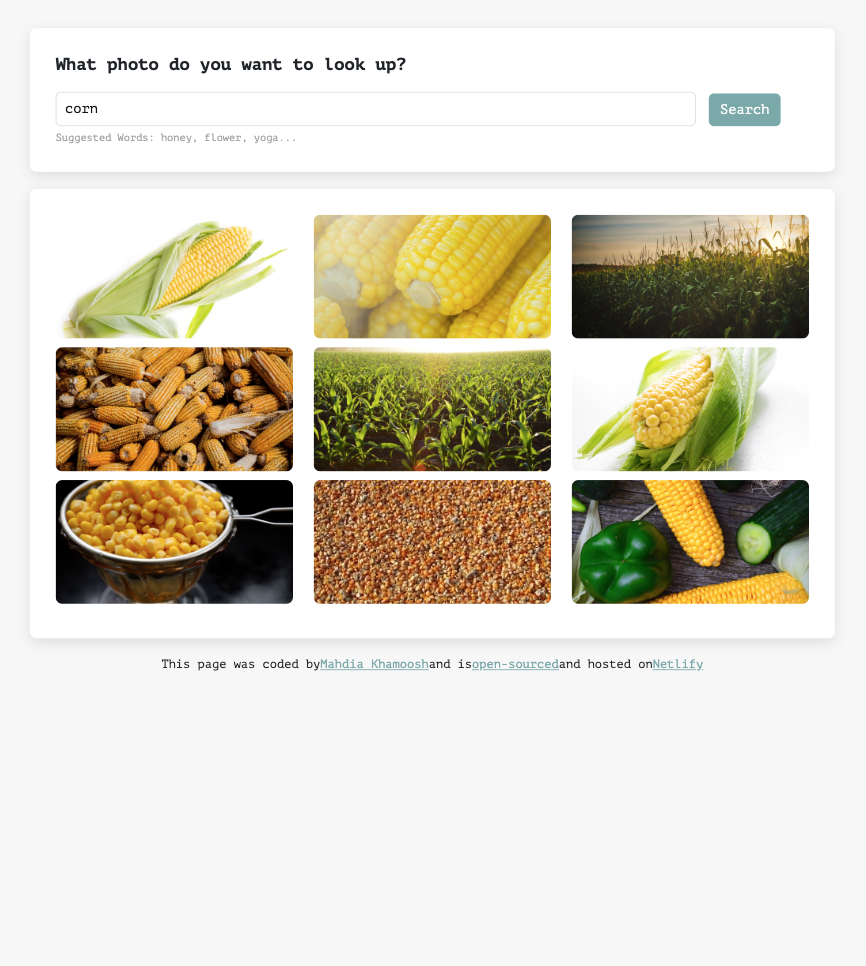 What photo do you want to look up?
corn
Search
Suggested Words: honey, flower, yoga...
This page was coded byMahdia Khamooshand isopen-sourcedand hosted onNetlify